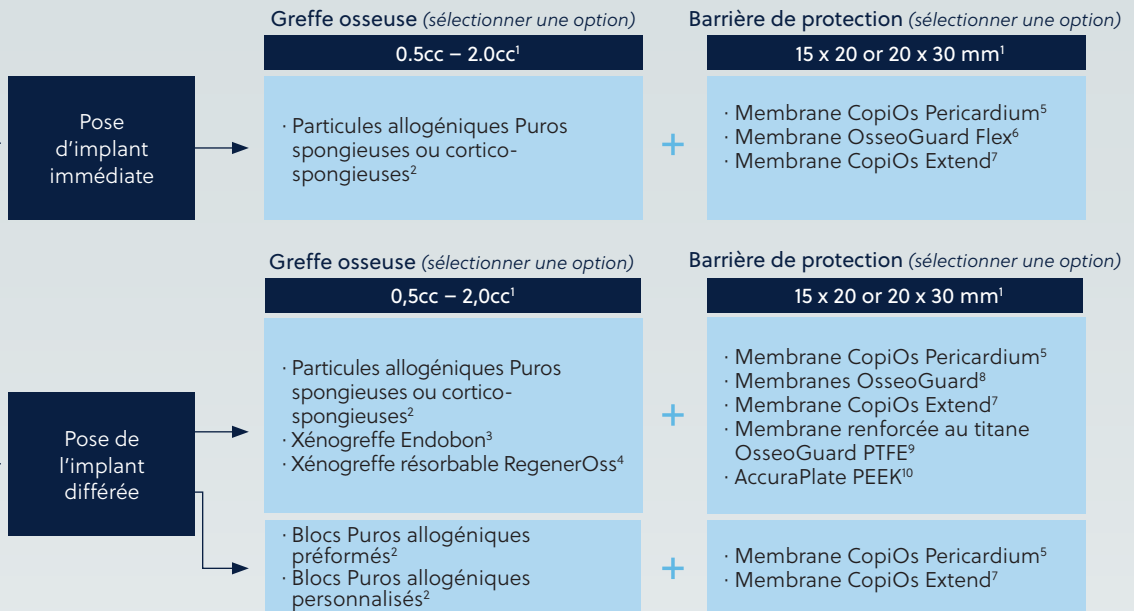 Pose
d'implant
immédiate
Greffe osseuse (sélectionner une option)
0.5cc – 2.0cc¹
· Particules allogéniques Puros
spongieuses ou cortico-
spongieuses²
+
Barrière de protection (sélectionner une option)
15 x 20 or 20 x 30 mm¹
· Membrane CopiOs Pericardium⁵
· Membrane OsseoGuard Flex⁶
· Membrane CopiOs Extend⁷
Pose de
l'implant
différée
Greffe osseuse (sélectionner une option)
0,5cc – 2,0cc¹
· Particules allogéniques Puros
spongieuses ou cortico-
spongieuses²
· Xénogreffe Endobon³
· Xénogreffe résorbable RegenerOss⁴
+
Barrière de protection (sélectionner une option)
15 x 20 or 20 x 30 mm¹
· Membrane CopiOs Pericardium⁵
· Membranes OsseoGuard⁸
· Membrane CopiOs Extend⁷
· Membrane renforcée au titane
OsseoGuard PTFE⁹
· AccuraPlate PEEK¹⁰
· Blocs Puros allogéniques
préformés²
· Blocs Puros allogéniques
personnalisés²
+
· Membrane CopiOs Pericardium⁵
· Membrane CopiOs Extend⁷